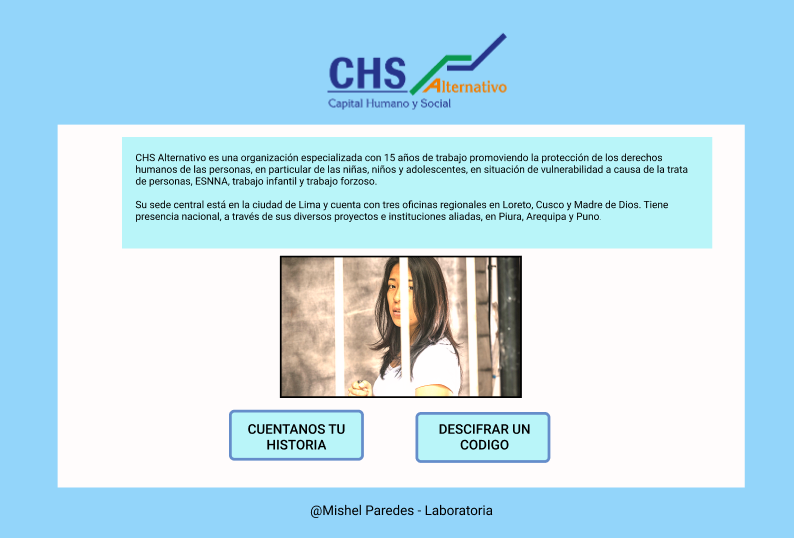 CHS
Alternativo
Capital Humano y Social
CHS Alternativo es una organización especializada con 15 años de trabajo promoviendo la protección de los derechos
humanos de las personas, en particular de las niñas, niños y adolescentes, en situación de vulnerabilidad a causa de la trata
de personas, ESNNA, trabajo infantil y trabajo forzoso.
Su sede central está en la ciudad de Lima y cuenta con tres oficinas regionales en Loreto, Cusco y Madre de Dios. Tiene
presencia nacional, a través de sus diversos proyectos e instituciones aliadas, en Piura, Arequipa y Puno.
CUENTANOS TU
HISTORIA
DESCIFRAR UN
CODIGO
@Mishel Paredes - Laboratoria